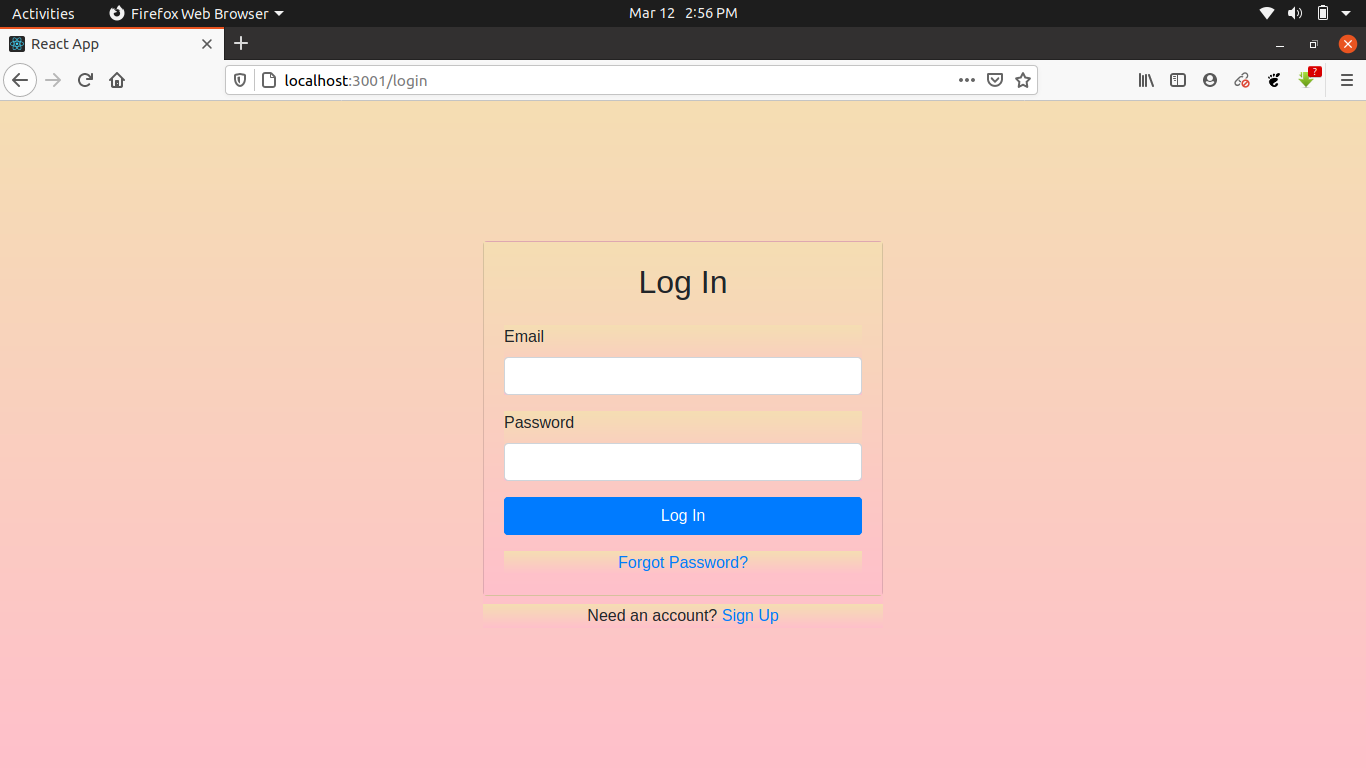 Activities Firefox Web Browser Mar 12 2:56 PM
React App
localhost:3001/login
?
Log In
Email
Password
Log In
Forgot Password?
Need an account? Sign Up